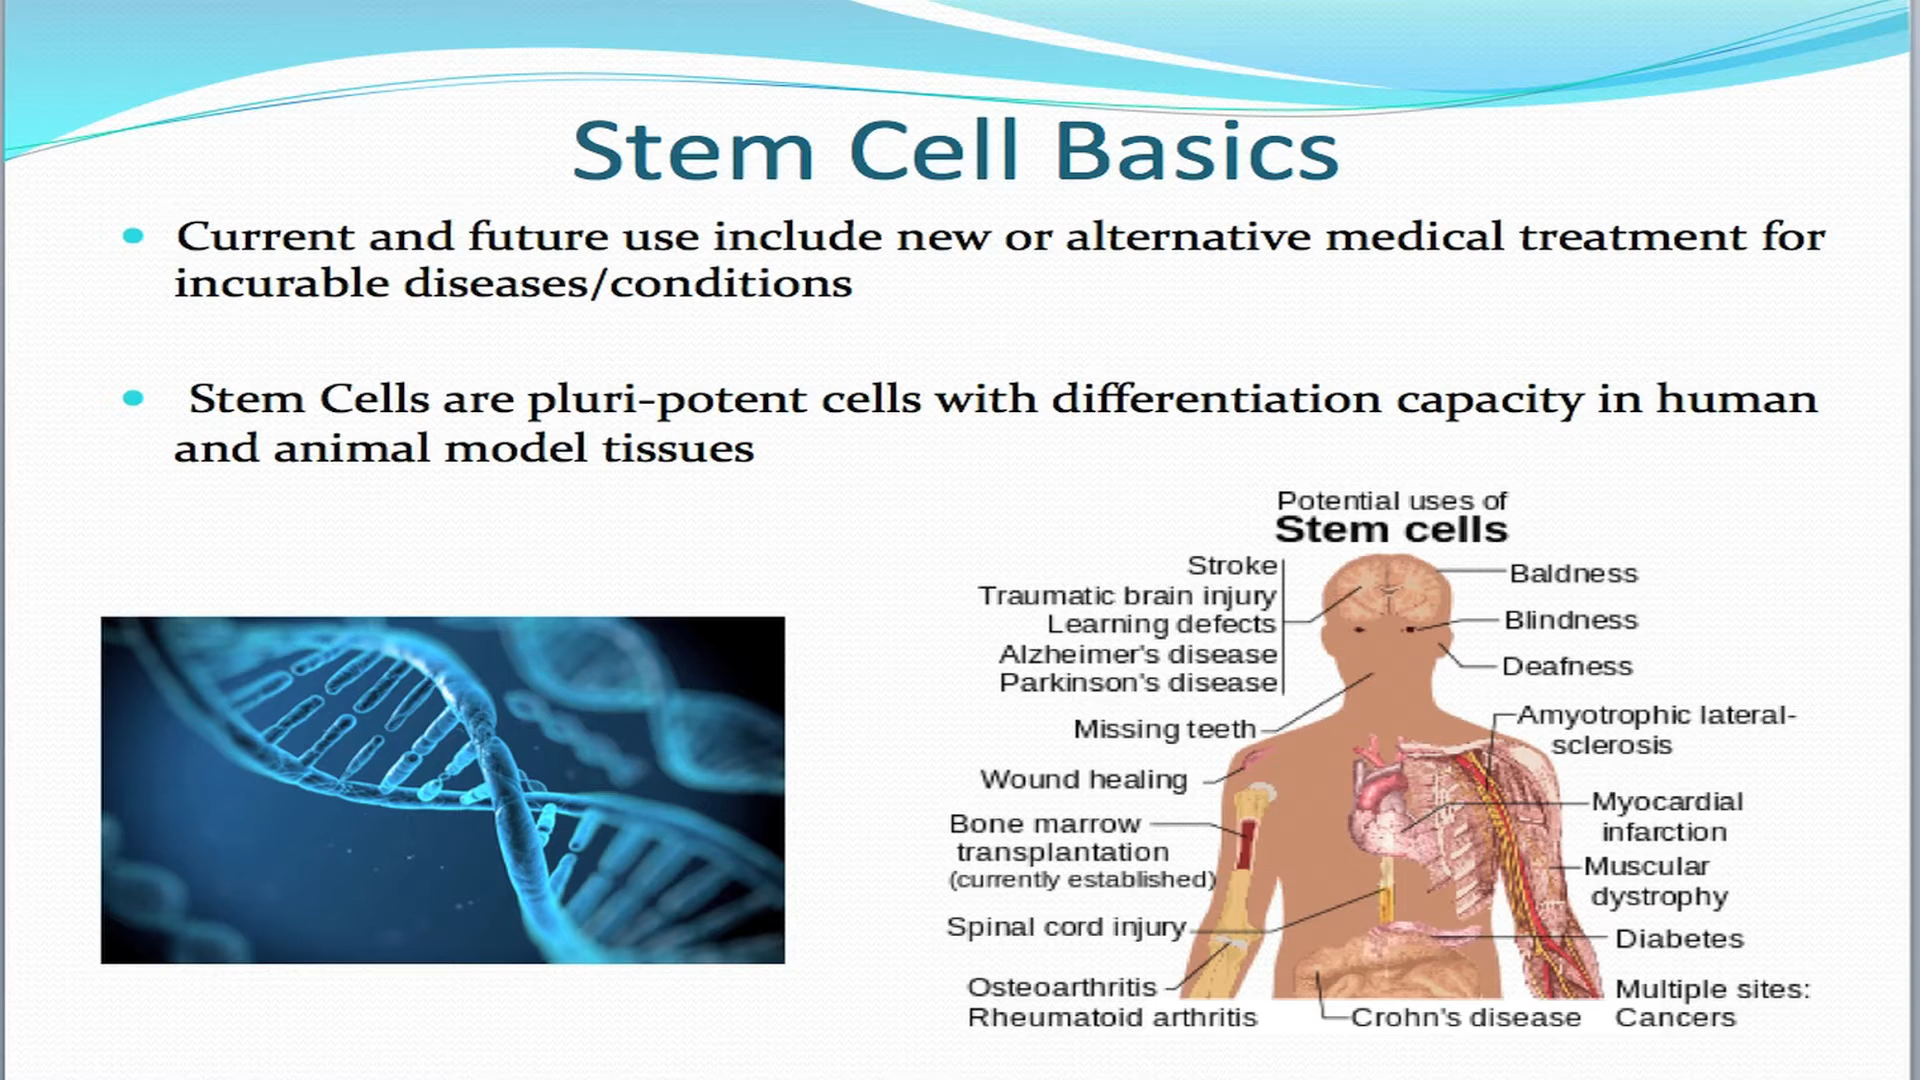 Stem Cell Basics
• Current and future use include new or alternative medical treatment for
incurable diseases/conditions
• Stem Cells are pluri-potent cells with differentiation capacity in human
and animal model tissues
Potential uses of
Stem cells
Stroke
Traumatic brain injury
Learning defects
Alzheimer's disease
Parkinson's disease
Missing teeth
Wound healing
Bone marrow
transplantation
(currently established)
Spinal cord injury
Osteoarthritis
Rheumatoid arthritis
Baldness
Blindness
Deafness
Amyotrophic lateral-
sclerosis
Myocardial
infarction
Muscular
dystrophy
Diabetes
Multiple sites:
Cancers
Crohn's disease